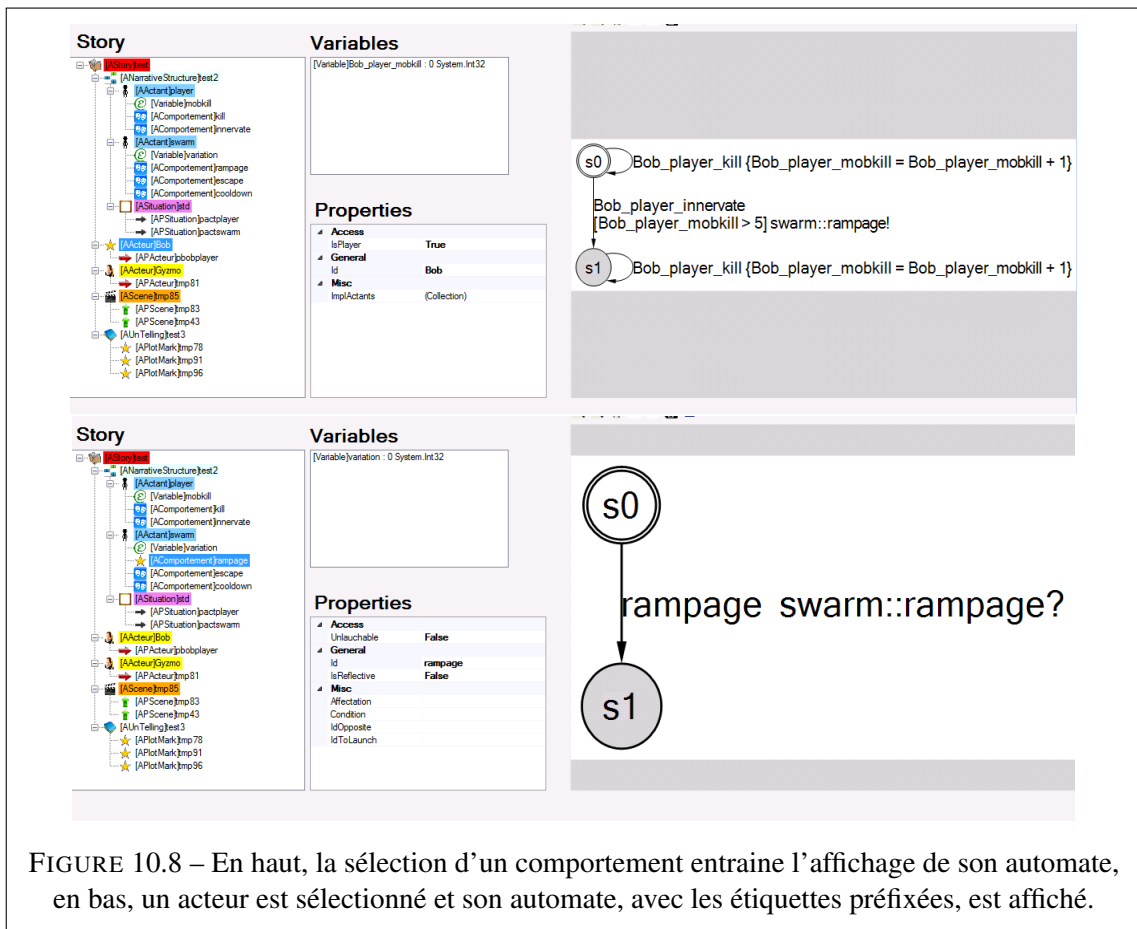 Story
[AStory]test
[ANarrativeStructure]test2
[AActant]player
[Variable]mobkill
[AComportement]kill
[AComportement]innervate
[AActant]swarm
[Variable]variation
[AComportement]rampage
[AComportement]escape
[AComportement]cooldown
[ASituation]std
[APSituation]pactplayer
[APSituation]pactswarm
[AActeur]Bob
[APActeur]pbobplayer
[AActeur]Gyzmo
[APActeur]tmp81
[AScene]tmp85
[APScene]tmp83
[APScene]tmp43
[AUnTelling]test3
[APlotMark]tmp78
[APlotMark]tmp91
[APlotMark]tmp96
Variables
[Variable]Bob_player_mobkill : 0 System.Int32
Properties
Access
IsPlayer True
General
Id Bob
Misc
ImplActants (Collection)
s0 Bob_player_kill {Bob_player_mobkill = Bob_player_mobkill + 1}
Bob_player_innervate
[Bob_player_mobkill > 5] swarm::rampage!
s1 Bob_player_kill {Bob_player_mobkill = Bob_player_mobkill + 1}
Story
[AStory]test
[ANarrativeStructure]test2
[AActant]player
[Variable]mobkill
[AComportement]kill
[AComportement]innervate
[AActant]swarm
[Variable]variation
[AComportement]rampage
[AComportement]escape
[AComportement]cooldown
[ASituation]std
[APSituation]pactplayer
[APSituation]pactswarm
[AActeur]Bob
[APActeur]pbobplayer
[AActeur]Gyzmo
[APActeur]tmp81
[AScene]tmp85
[APScene]tmp83
[APScene]tmp43
[AUnTelling]test3
[APlotMark]tmp78
[APlotMark]tmp91
[APlotMark]tmp96
Variables
[Variable]variation : 0 System.Int32
Properties
Access
Unlauchable False
General
Id rampage
IsReflective False
Misc
Affectation
Condition
IdOpposite
IdToLaunch
s0
rampage swarm::rampage?
s1
FIGURE 10.8 – En haut, la sélection d'un comportement entraine l'affichage de son automate,
en bas, un acteur est sélectionné et son automate, avec les étiquettes préfixées, est affiché.